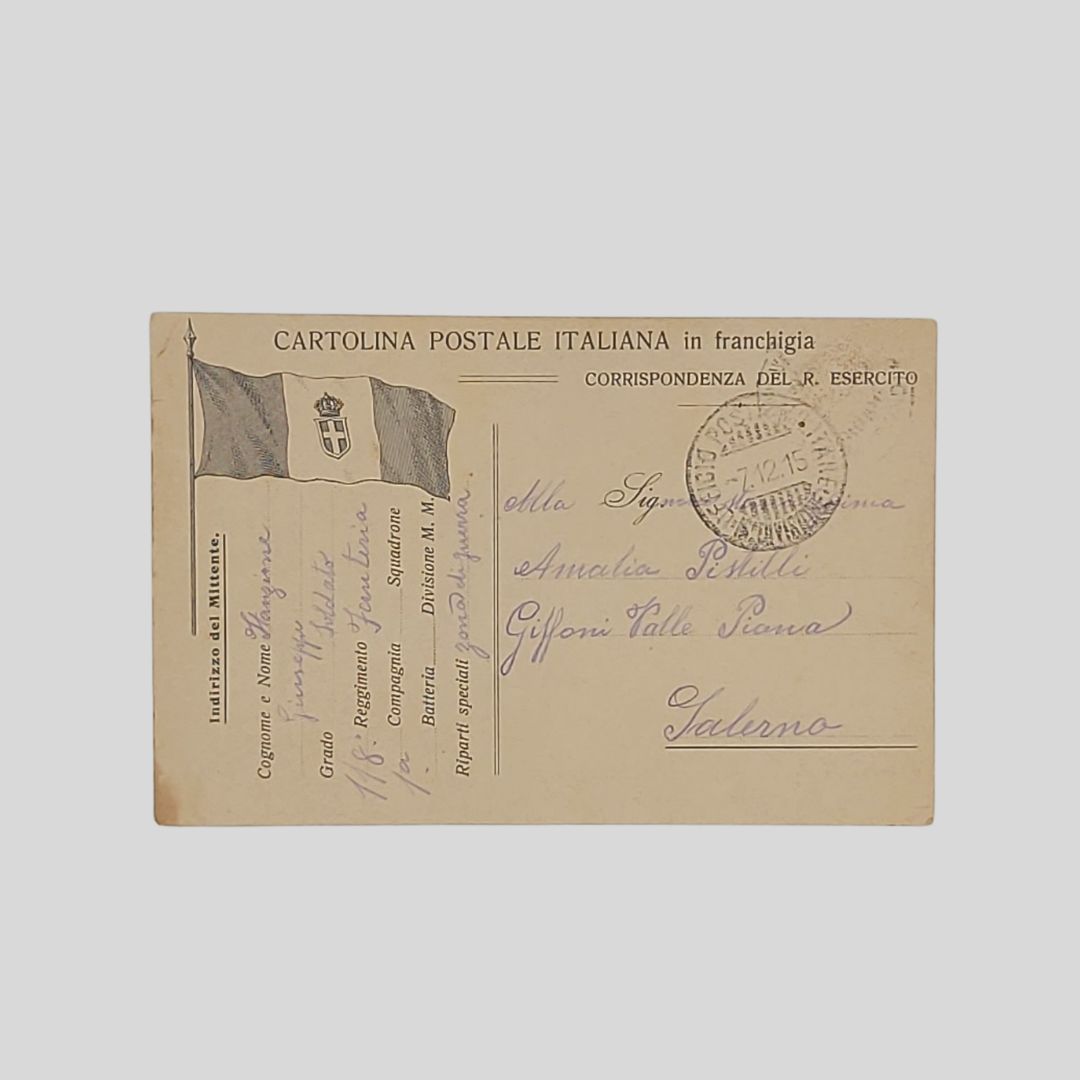 CARTOLINA POSTALE ITALIANA in franchigia
CORRISPONDENZA DEL R. ESERCITO
Indirizzo del Mittente.
Cognome e Nome
Giuseppe
Grado Soldato
118° Reggimento Fanteria
1a Compagnia Squadrone
Batteria Divisione M. M.
Riparti speciali zona di guerra
-7.12.15
Alla
Amalia Pistilli
Giffoni Valle Piana
Salerno